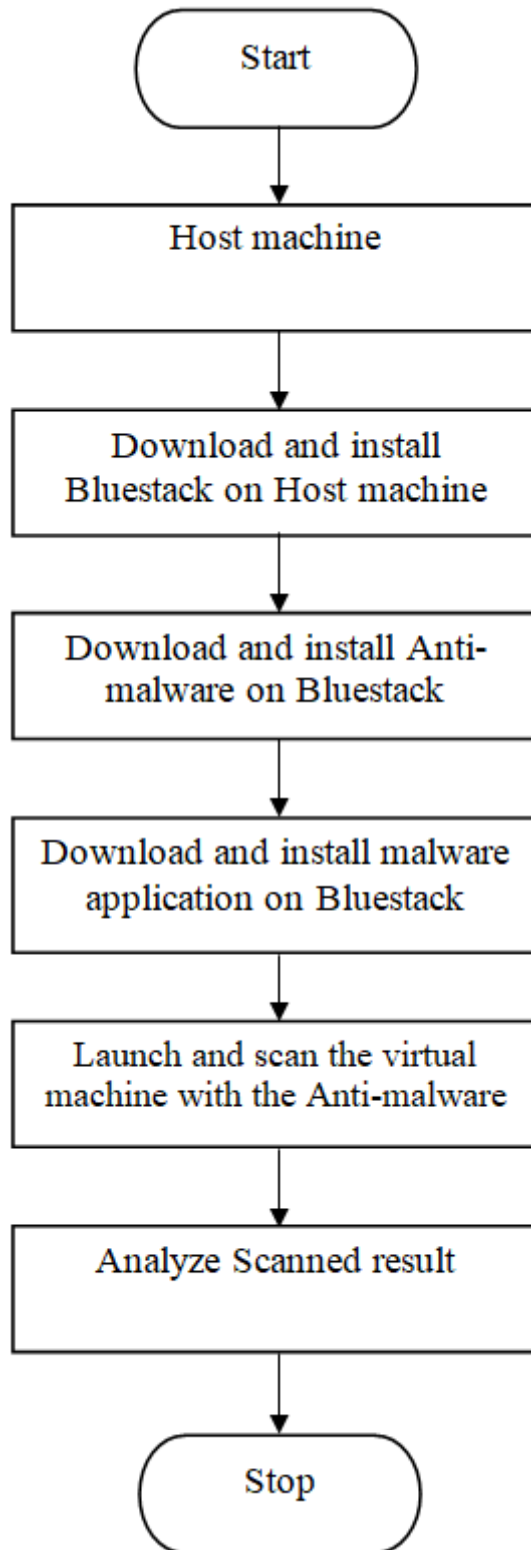 Start
Host machine
Download and install
Bluestack on Host machine
Download and install Anti-
malware on Bluestack
Download and install malware
application on Bluestack
Launch and scan the virtual
machine with the Anti-malware
Analyze Scanned result
Stop